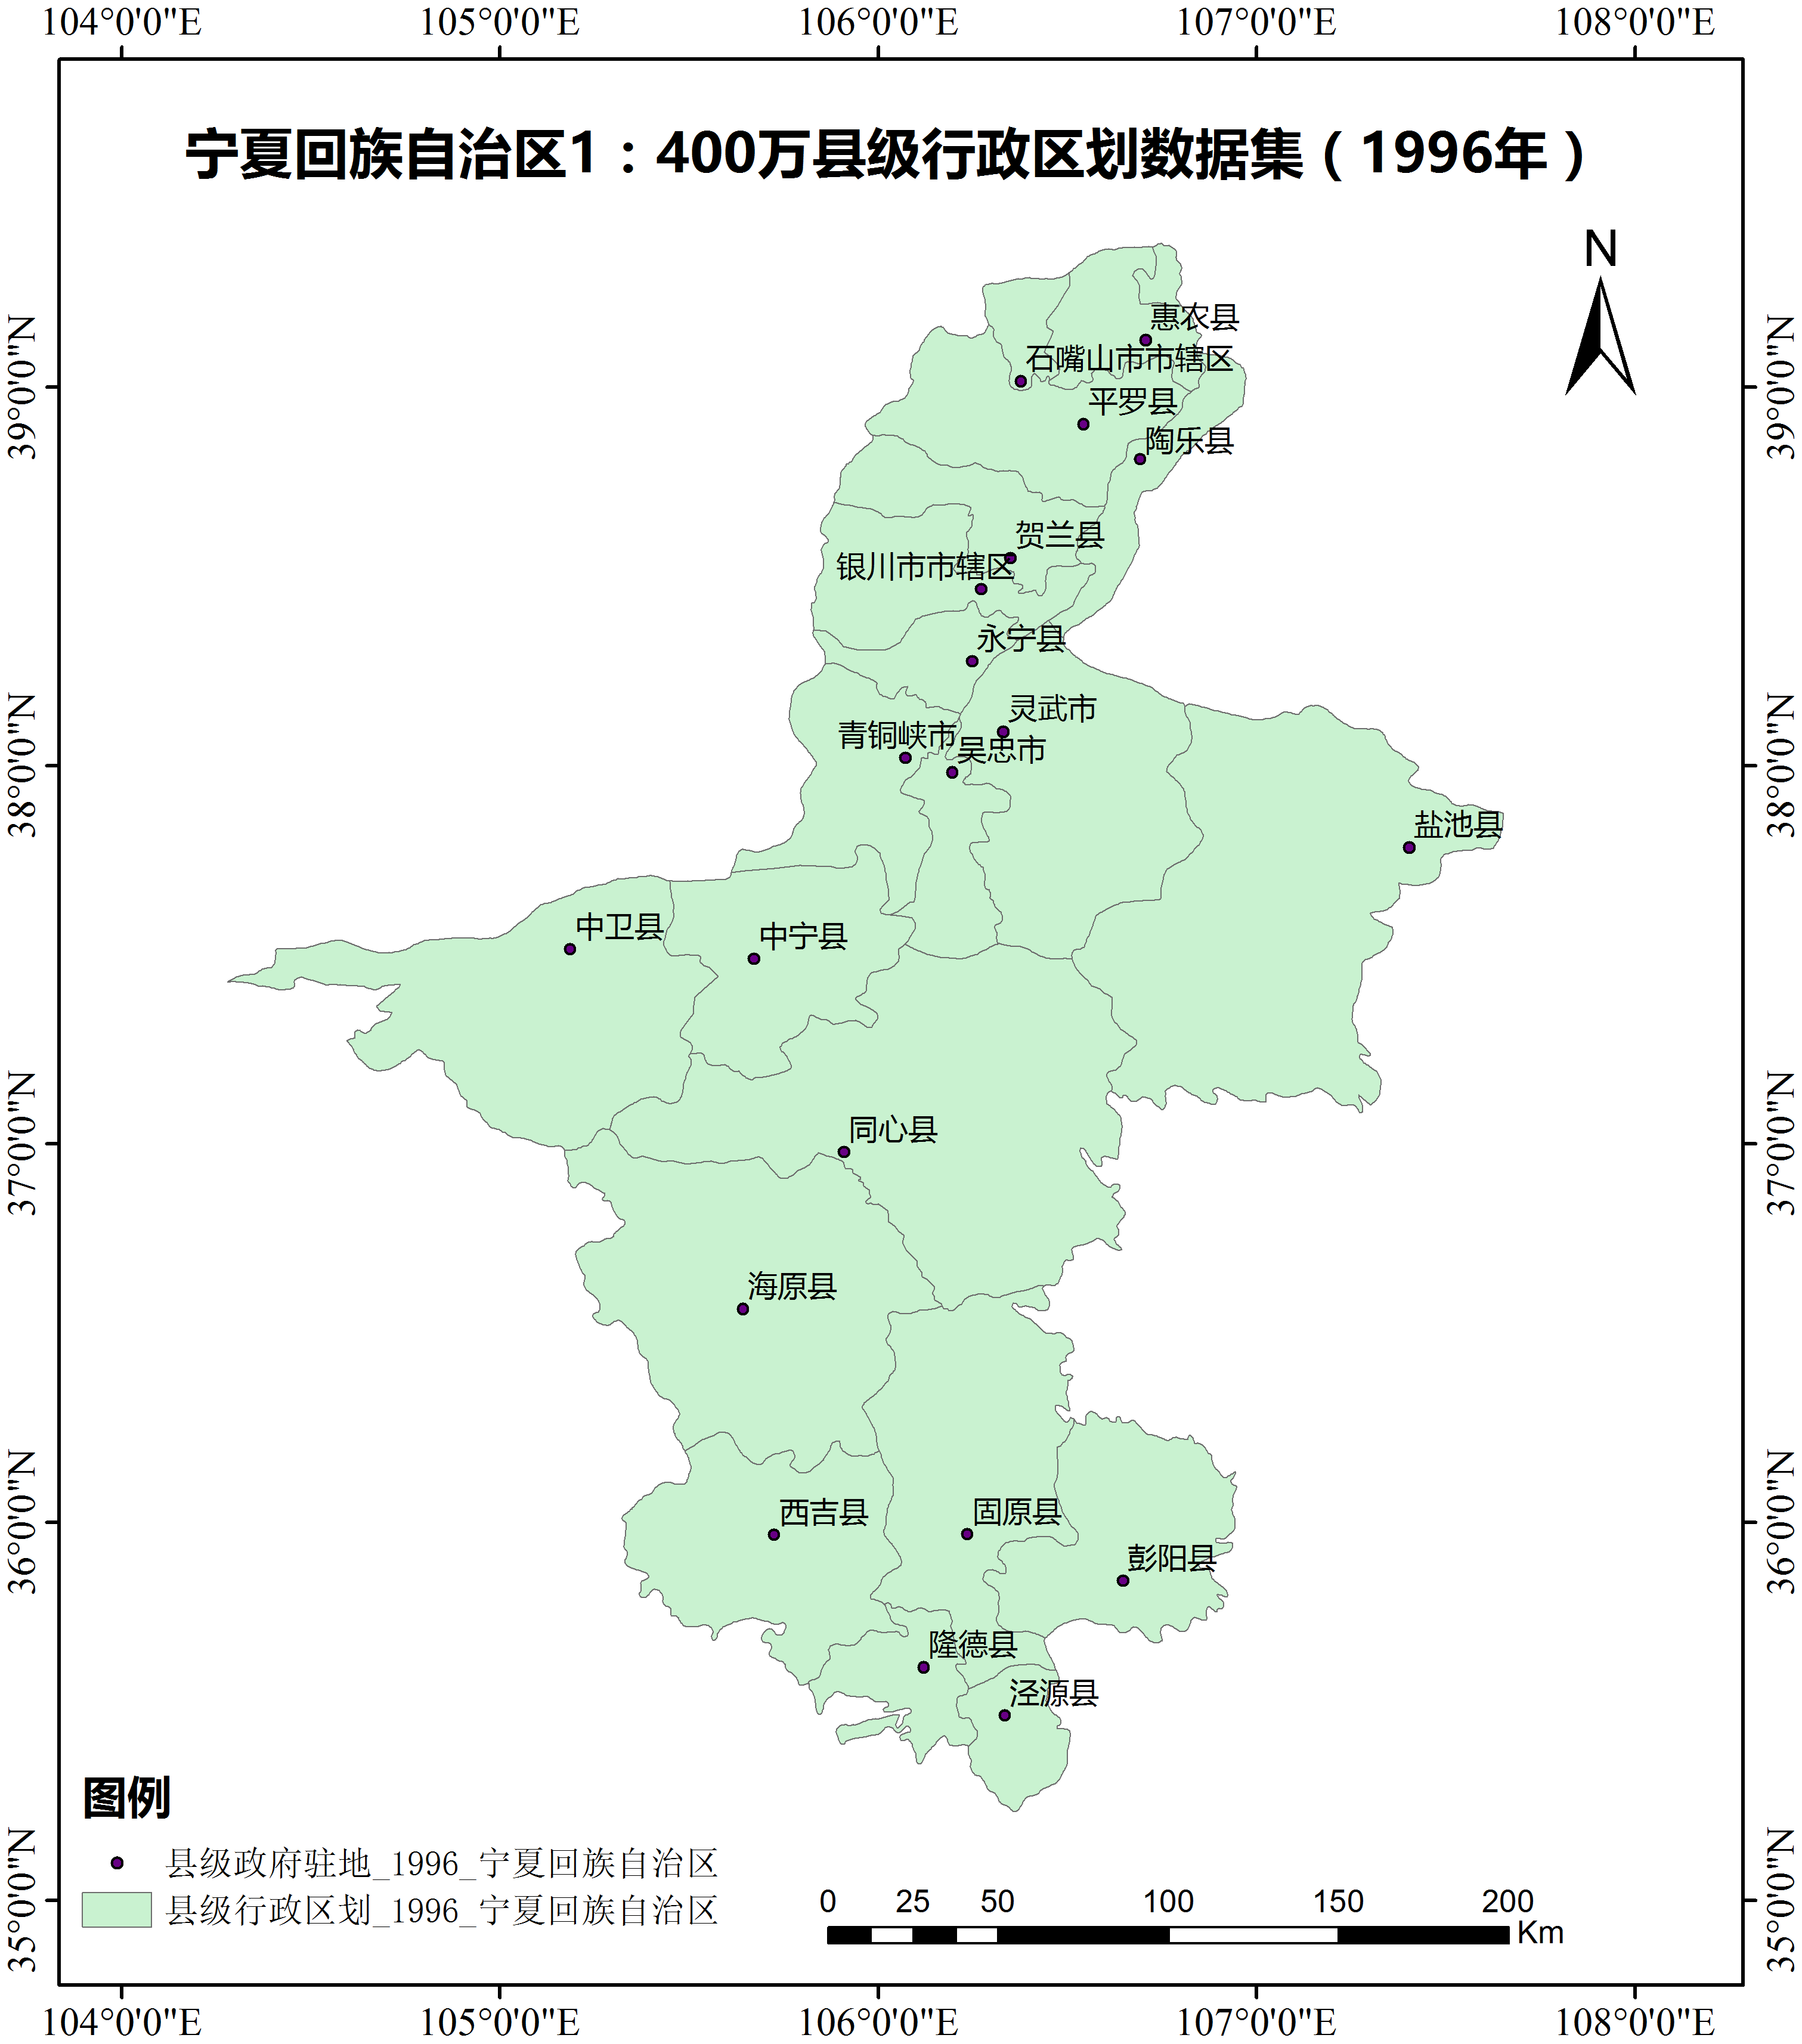 104°0'0"E 105°0'0"E 106°0'0"E 107°0'0"E 108°0'0"E
宁夏回族自治区1：400万县级行政区划数据集（1996年）
N
惠农县
石嘴山市市辖区
39°0'0"N 39°0'0"N
平罗县
陶乐县
贺兰县
银川市市辖区
永宁县
灵武市
青铜峡市
吴忠市
38°0'0"N 38°0'0"N
盐池县
中卫县
中宁县
同心县
37°0'0"N 37°0'0"N
海原县
西吉县
固原县
36°0'0"N 36°0'0"N
彭阳县
隆德县
泾源县
图例
县级政府驻地_1996_宁夏回族自治区
县级行政区划_1996_宁夏回族自治区
35°0'0"N 35°0'0"N
0 25 50 100 150 200
Km
104°0'0"E 105°0'0"E 106°0'0"E 107°0'0"E 108°0'0"E